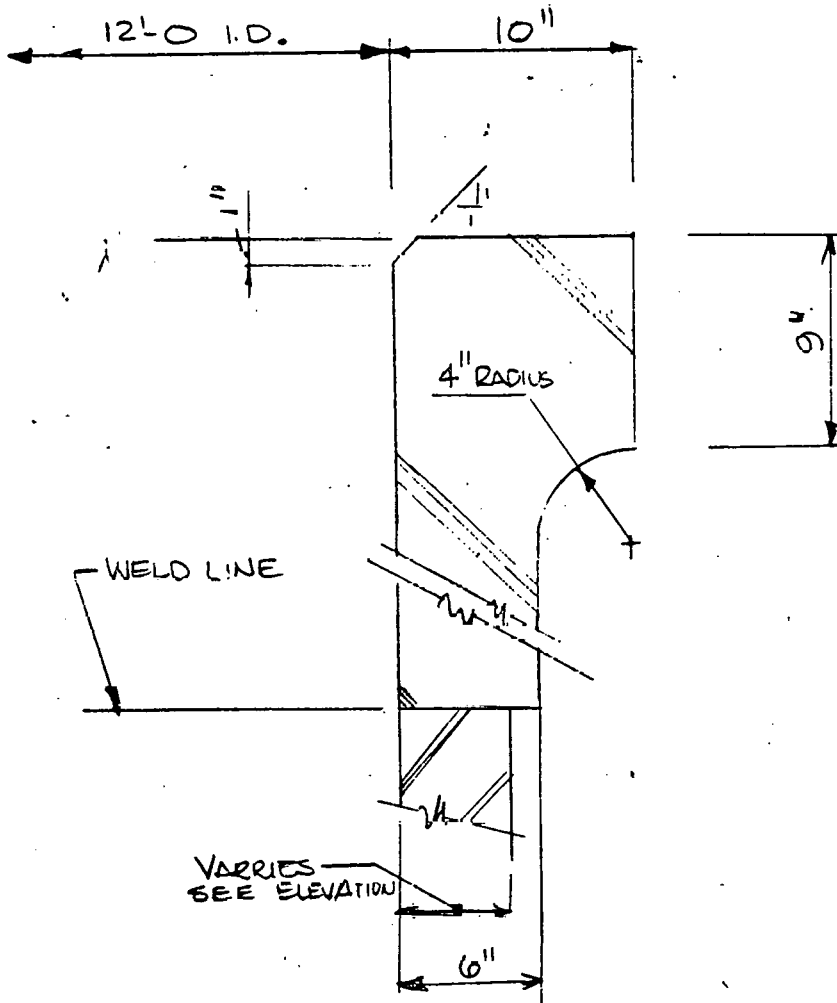 12'-0 I.D.
10"
1"
1
1
4" RADIUS
9"
WELD LINE
VARRIES
SEE ELEVATION
6"